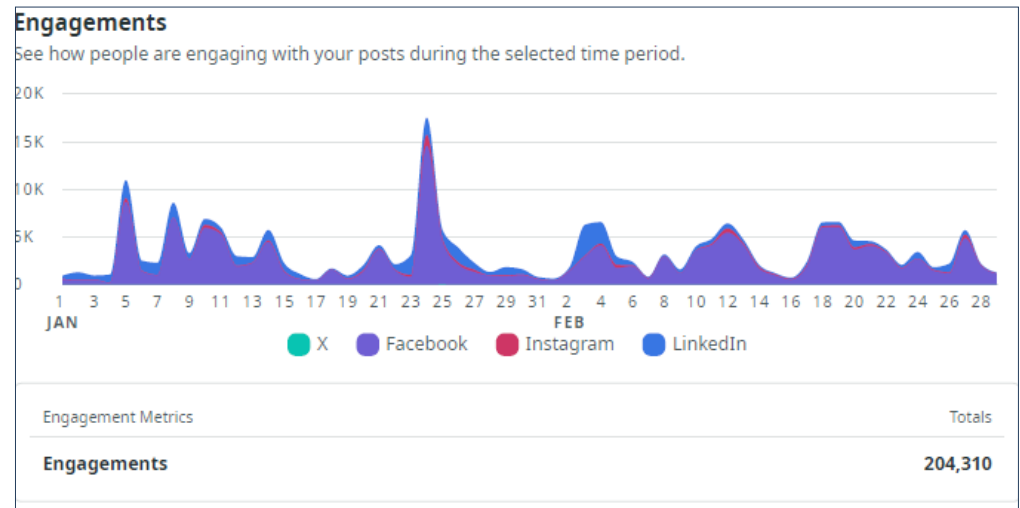 Engagements
See how people are engaging with your posts during the selected time period.
20K
15K
10K
5K
0
1 3 5 7 9 11 13 15 17 19 21 23 25 27 29 31 2 4 6 8 10 12 14 16 18 20 22 24 26 28
JAN FEB
X Facebook Instagram LinkedIn
Engagement Metrics Totals
Engagements 204,310